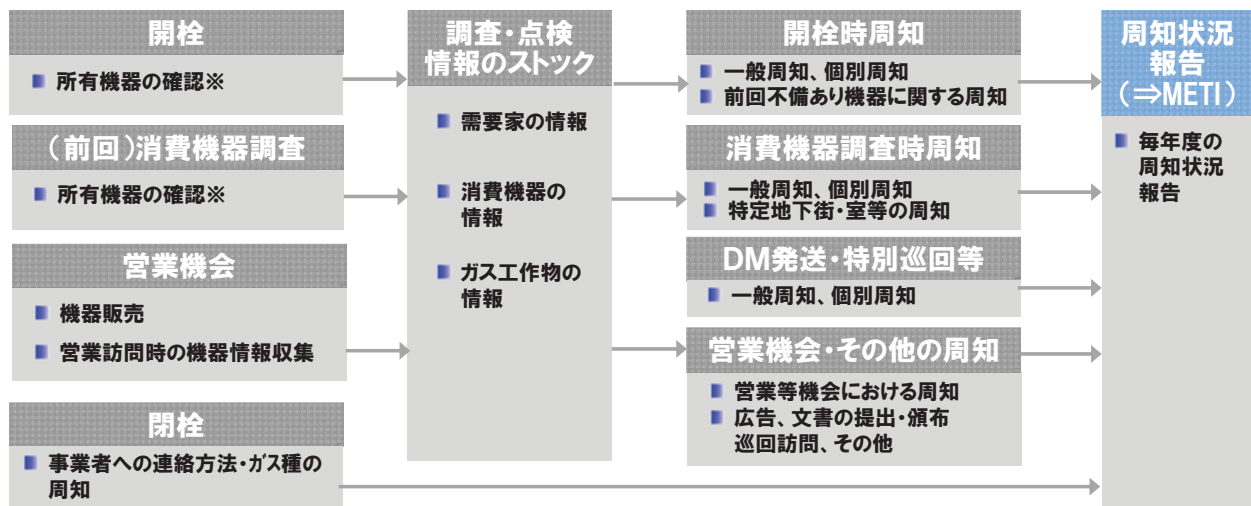 開栓
所有機器の確認※
(前回)消費機器調査
所有機器の確認※
営業機会
機器販売
営業訪問時の機器情報収集
閉栓
事業者への連絡方法・ガス種の
周知
調査・点検
情報のストック
需要家の情報
消費機器の
情報
ガス工作物の
情報
開栓時周知
一般周知、個別周知
前回不備あり機器に関する周知
消費機器調査時周知
一般周知、個別周知
特定地下街・室等の周知
DM発送・特別巡回等
一般周知、個別周知
営業機会・その他の周知
営業等機会における周知
広告、文書の提出・頒布
巡回訪問、その他
周知状況
報告
(⇒METI)
毎年度の
周知状況
報告